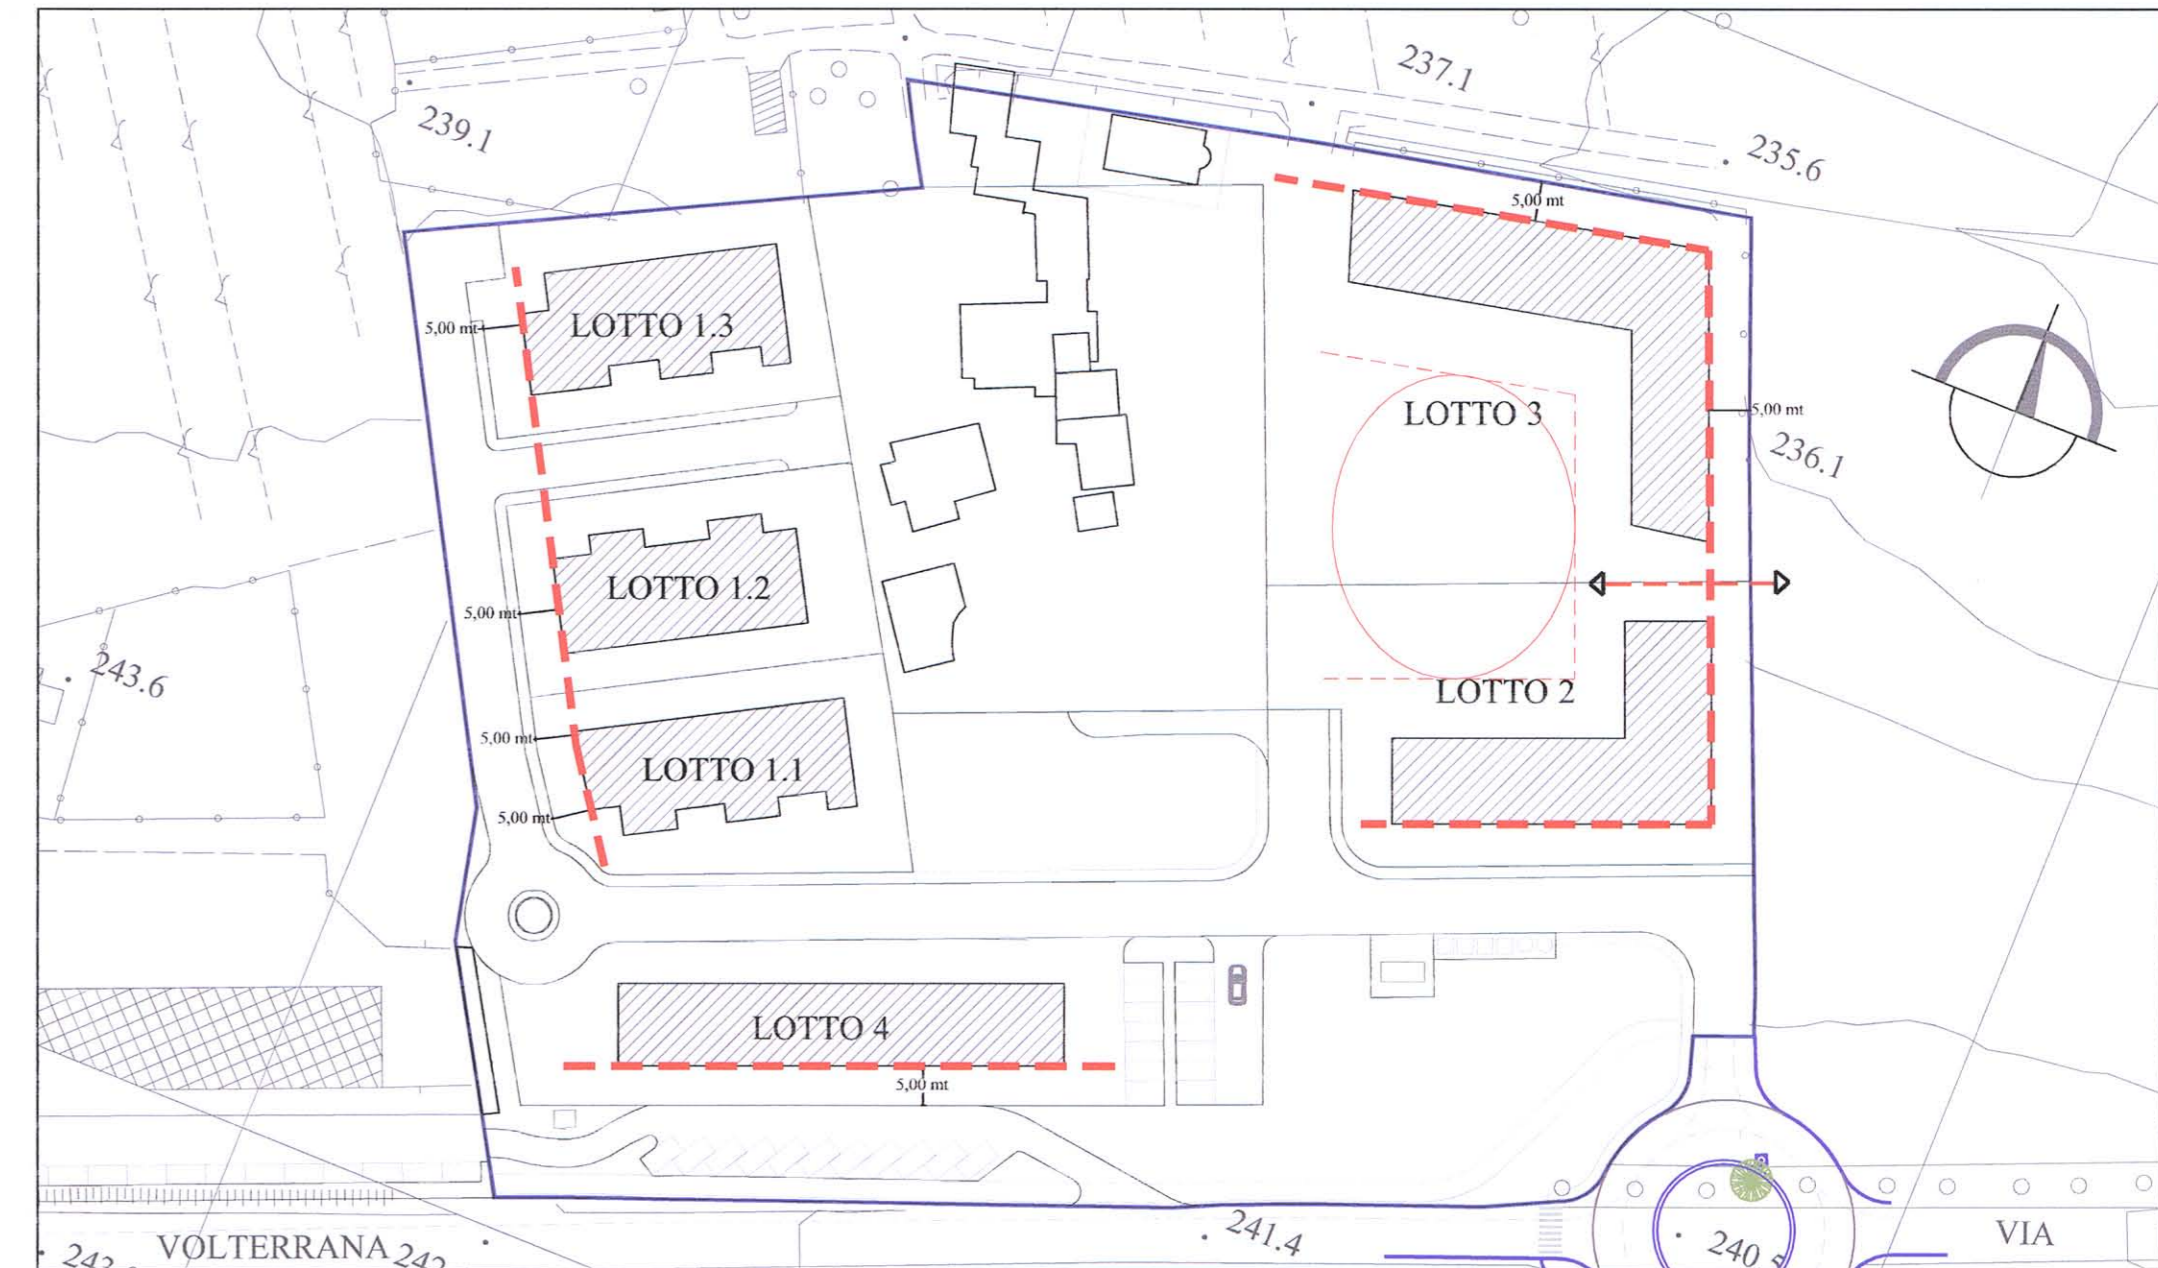 237.1
239.1
235.6
5,00 mt
LOTTO 1.3
5,00 mt
LOTTO 3
5,00 mt
236.1
LOTTO 1.2
5,00 mt
243.6
LOTTO 2
5,00 mt
LOTTO 1.1
5,00 mt
LOTTO 4
5,00 mt
241.4
VIA
VOLTERRANA
240